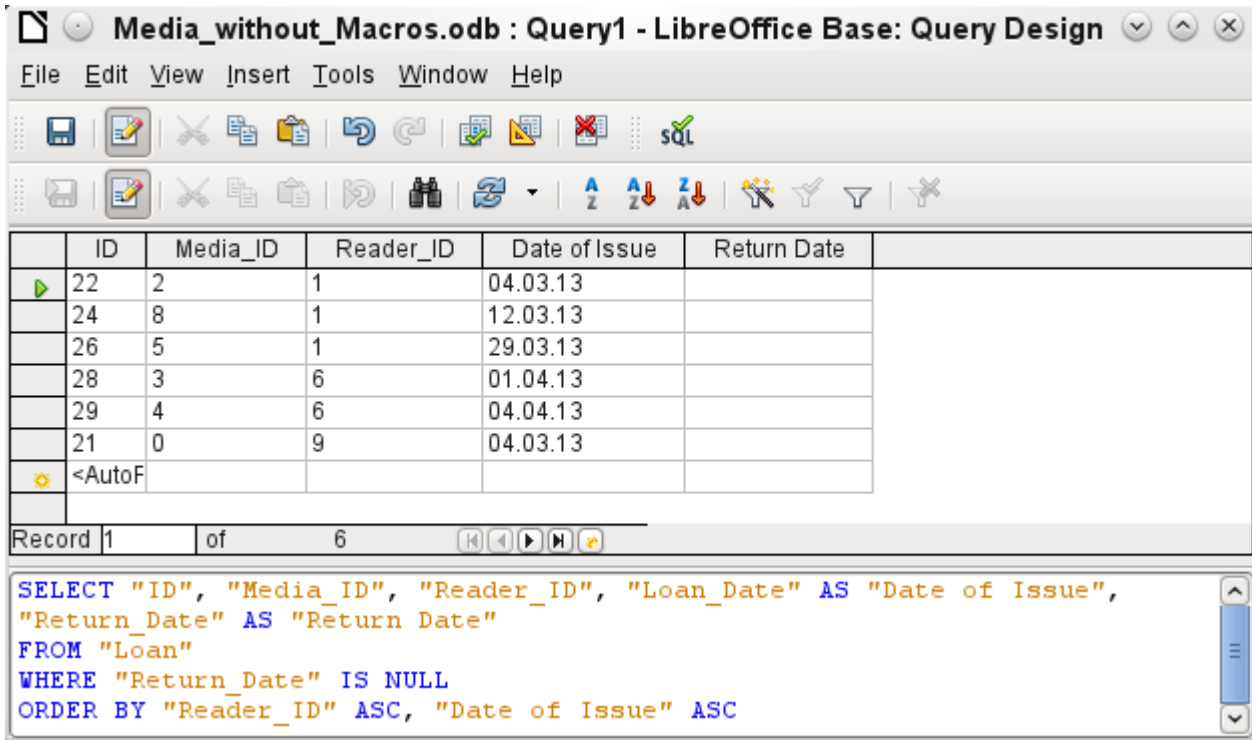 Media_without_Macros.odb : Query1 - LibreOffice Base: Query Design
File Edit View Insert Tools Window Help
SQL
A Z A Z Z A
ID Media_ID Reader_ID Date of Issue Return Date
22 2 1 04.03.13
24 8 1 12.03.13
26 5 1 29.03.13
28 3 6 01.04.13
29 4 6 04.04.13
21 0 9 04.03.13
<AutoF
Record 1 of 6
SELECT "ID", "Media_ID", "Reader_ID", "Loan_Date" AS "Date of Issue",
"Return_Date" AS "Return Date"
FROM "Loan"
WHERE "Return_Date" IS NULL
ORDER BY "Reader_ID" ASC, "Date of Issue" ASC